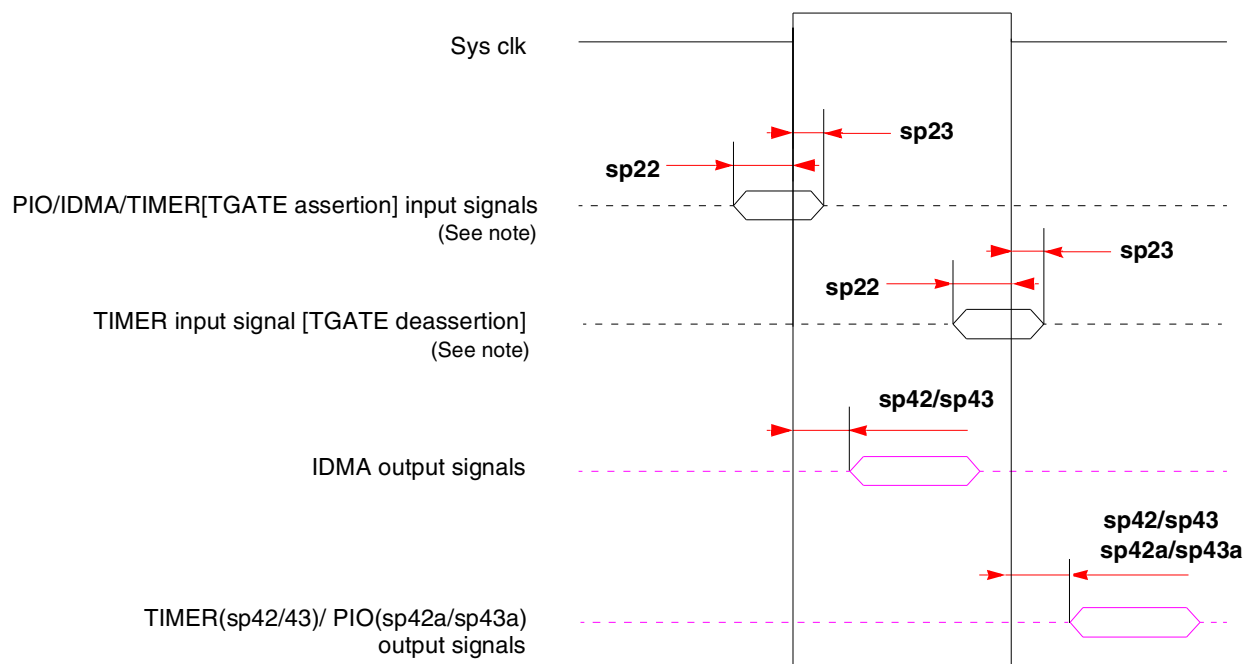 Sys clk
sp23
sp22
PIO/IDMA/TIMER[TGATE assertion] input signals
(See note)
sp23
sp22
TIMER input signal [TGATE deassertion]
(See note)
sp42/sp43
IDMA output signals
sp42/sp43
sp42a/sp43a
TIMER(sp42/43)/ PIO(sp42a/sp43a)
output signals